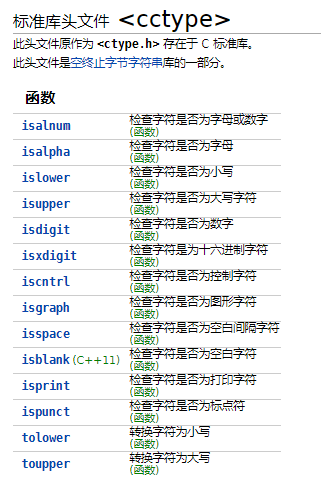 标准库头文件 <cctype>
此头文件原作为 <ctype.h> 存在于 C 标准库。
此头文件是空终止字节字符串库的一部分。
函数
isalnum 检查字符是否为字母或数字
(函数)
isalpha 检查字符是否为字母
(函数)
islower 检查字符是否为小写
(函数)
isupper 检查字符是否为大写字符
(函数)
isdigit 检查字符是否为数字
(函数)
isxdigit 检查字符是为十六进制字符
(函数)
iscntrl 检查字符是否为控制字符
(函数)
isgraph 检查字符是否为图形字符
(函数)
isspace 检查字符是否为空白间隔字符
(函数)
isblank (C++11) 检查字符是否为空白字符
(函数)
isprint 检查字符是否为打印字符
(函数)
ispunct 检查字符是否为标点符
(函数)
tolower 转换字符为小写
(函数)
toupper 转换字符为大写
(函数)